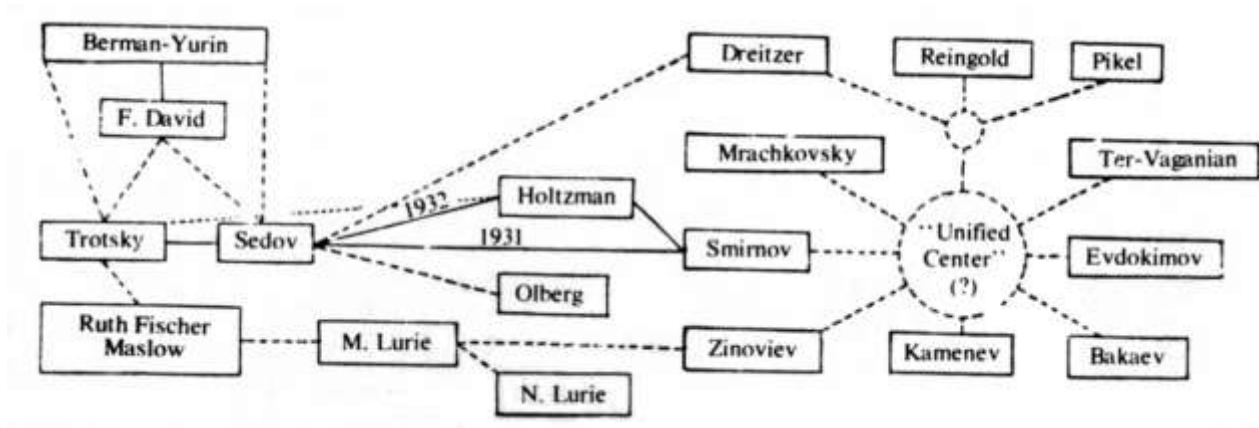 Berman-Yurin
Dreitzer
Reingold
Pikel
F. David
Mrachkovsky
Ter-Vaganian
1932
Holtzman
Trotsky
Sedov
1931
Smirnov
``Unified
Center``
(?)
Evdokimov
Olberg
Ruth Fischer
Maslow
M. Lurie
Zinoviev
Kamenev
Bakaev
N. Lurie